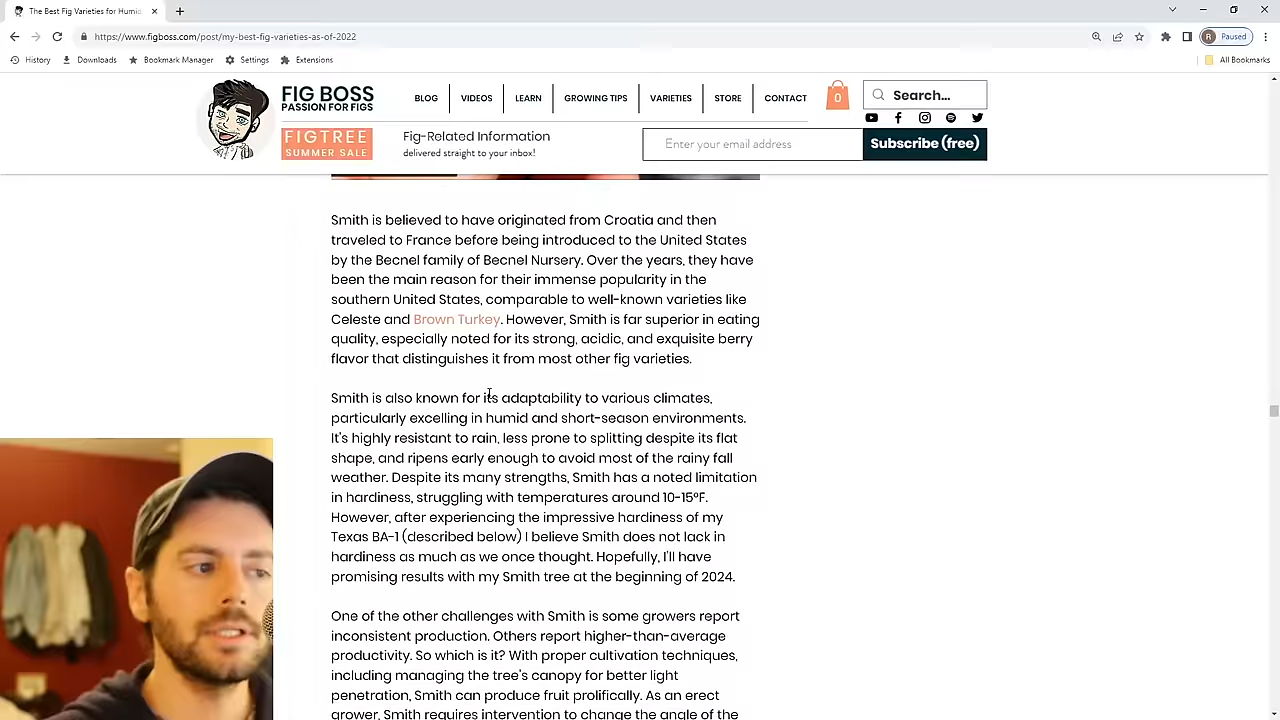 The Best Fig Varieties for Humid
https://www.figboss.com/post/my-best-fig-varieties-as-of-2022
R Paused
History Downloads Bookmark Manager Settings Extensions All Bookmarks
FIG BOSS
PASSION FOR FIGS
BLOG VIDEOS LEARN GROWING TIPS VARIETIES STORE CONTACT
0
Search...
FIGTREE
SUMMER SALE
Fig-Related Information
delivered straight to your inbox!
Enter your email address
Subscribe (free)
Smith is believed to have originated from Croatia and then
traveled to France before being introduced to the United States
by the Becnel family of Becnel Nursery. Over the years, they have
been the main reason for their immense popularity in the
southern United States, comparable to well-known varieties like
Celeste and Brown Turkey. However, Smith is far superior in eating
quality, especially noted for its strong, acidic, and exquisite berry
flavor that distinguishes it from most other fig varieties.
Smith is also known for its adaptability to various climates,
particularly excelling in humid and short-season environments.
It's highly resistant to rain, less prone to splitting despite its flat
shape, and ripens early enough to avoid most of the rainy fall
weather. Despite its many strengths, Smith has a noted limitation
in hardiness, struggling with temperatures around 10-15°F.
However, after experiencing the impressive hardiness of my
Texas BA-1 (described below) I believe Smith does not lack in
hardiness as much as we once thought. Hopefully, I'll have
promising results with my Smith tree at the beginning of 2024.
One of the other challenges with Smith is some growers report
inconsistent production. Others report higher-than-average
productivity. So which is it? With proper cultivation techniques,
including managing the tree's canopy for better light
penetration, Smith can produce fruit prolifically. As an erect
grower, Smith requires intervention to change the angle of the